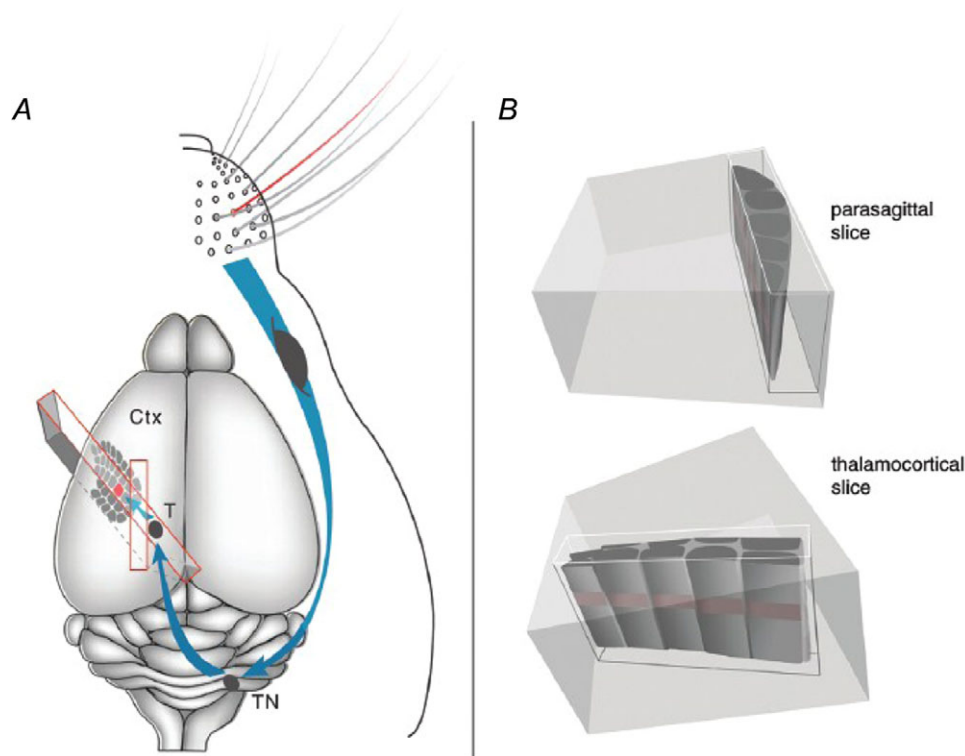 A
B
Ctx
T
TN
parasagittal
slice
thalamocortical
slice